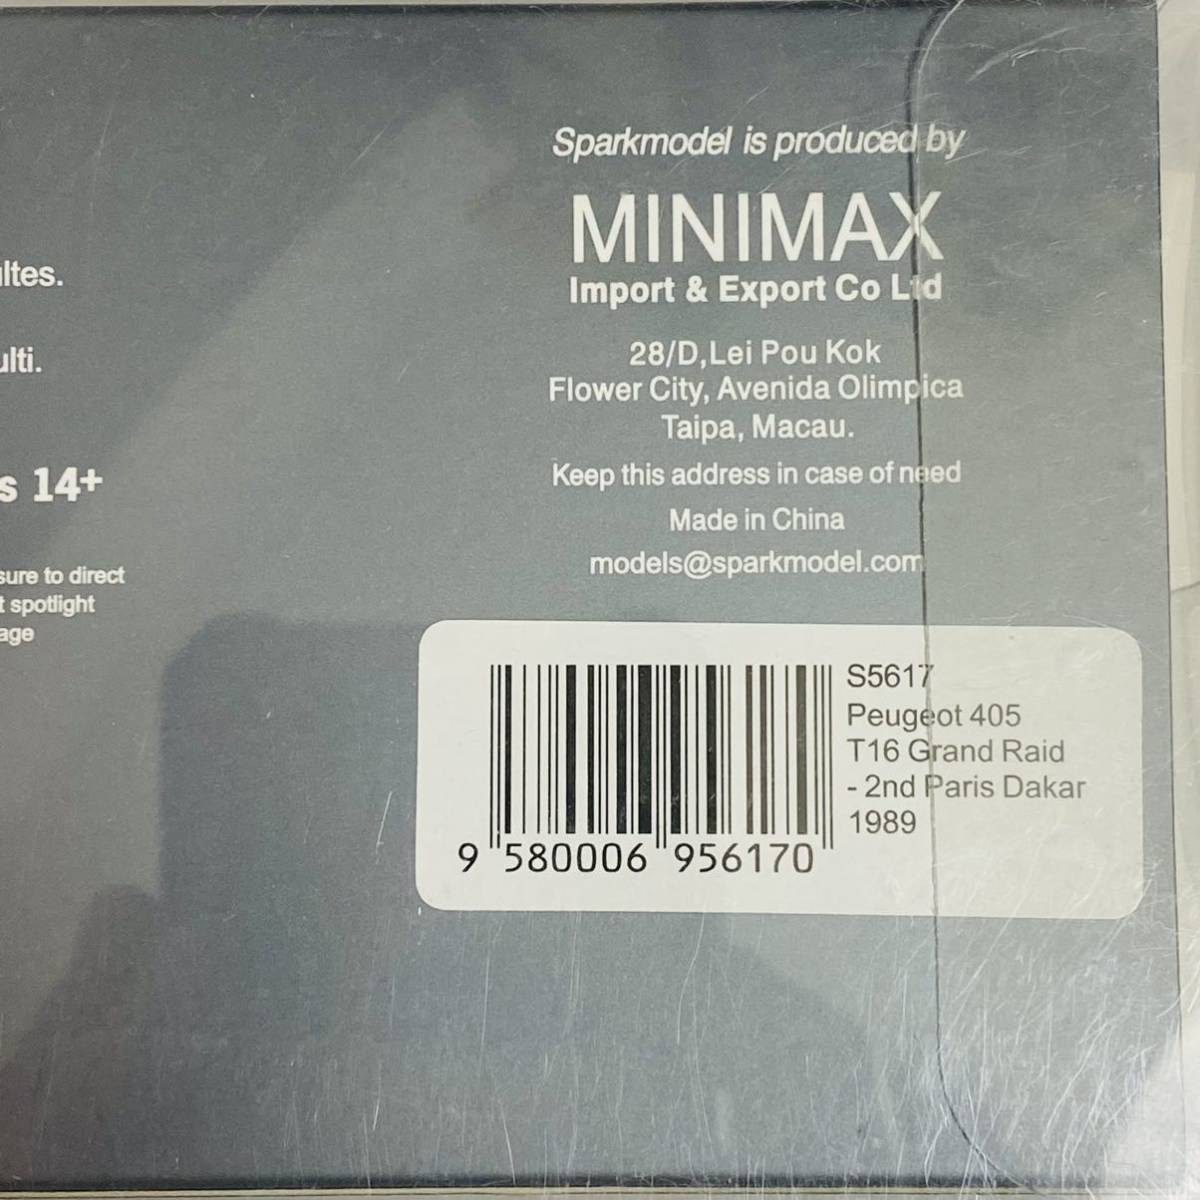 Sparkmodel is produced by
MINIMAX
Import & Export Co Ltd
28/D,Lei Pou Kok
Flower City, Avenida Olimpica
Taipa, Macau.
Keep this address in case of need
Made in China
models@sparkmodel.com
ltes.
ulti.
s 14+
sure to direct
t spotlight
age
S5617
Peugeot 405
T16 Grand Raid
- 2nd Paris Dakar
1989
9 580006 956170